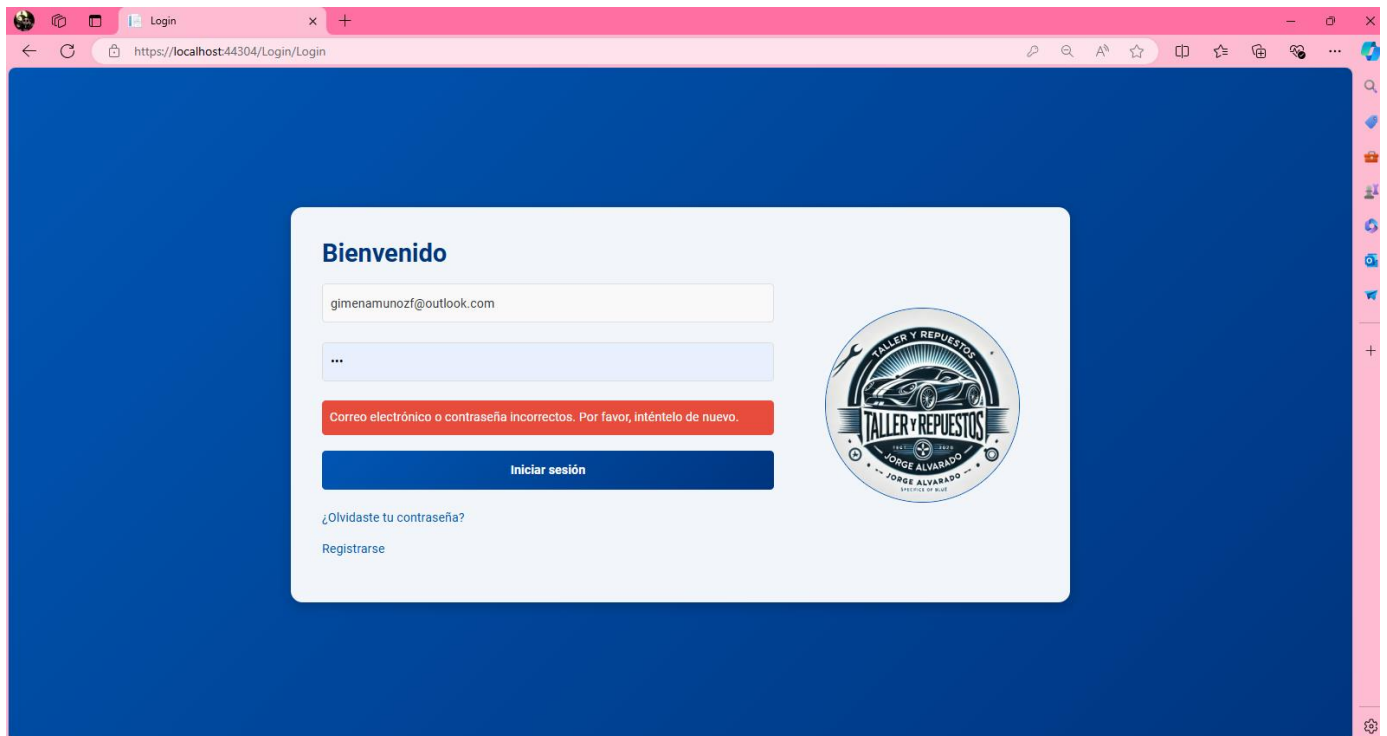 Login
https://localhost:44304/Login/Login
Bienvenido
gimenamunozf@outlook.com
•••
Correo electrónico o contraseña incorrectos. Por favor, inténtelo de nuevo.
Iniciar sesión
¿Olvidaste tu contraseña?
Registrarse
TALLER Y REPUESTOS
TALLER Y REPUESTOS
JORGE ALVARADO
JORGE ALVARADO